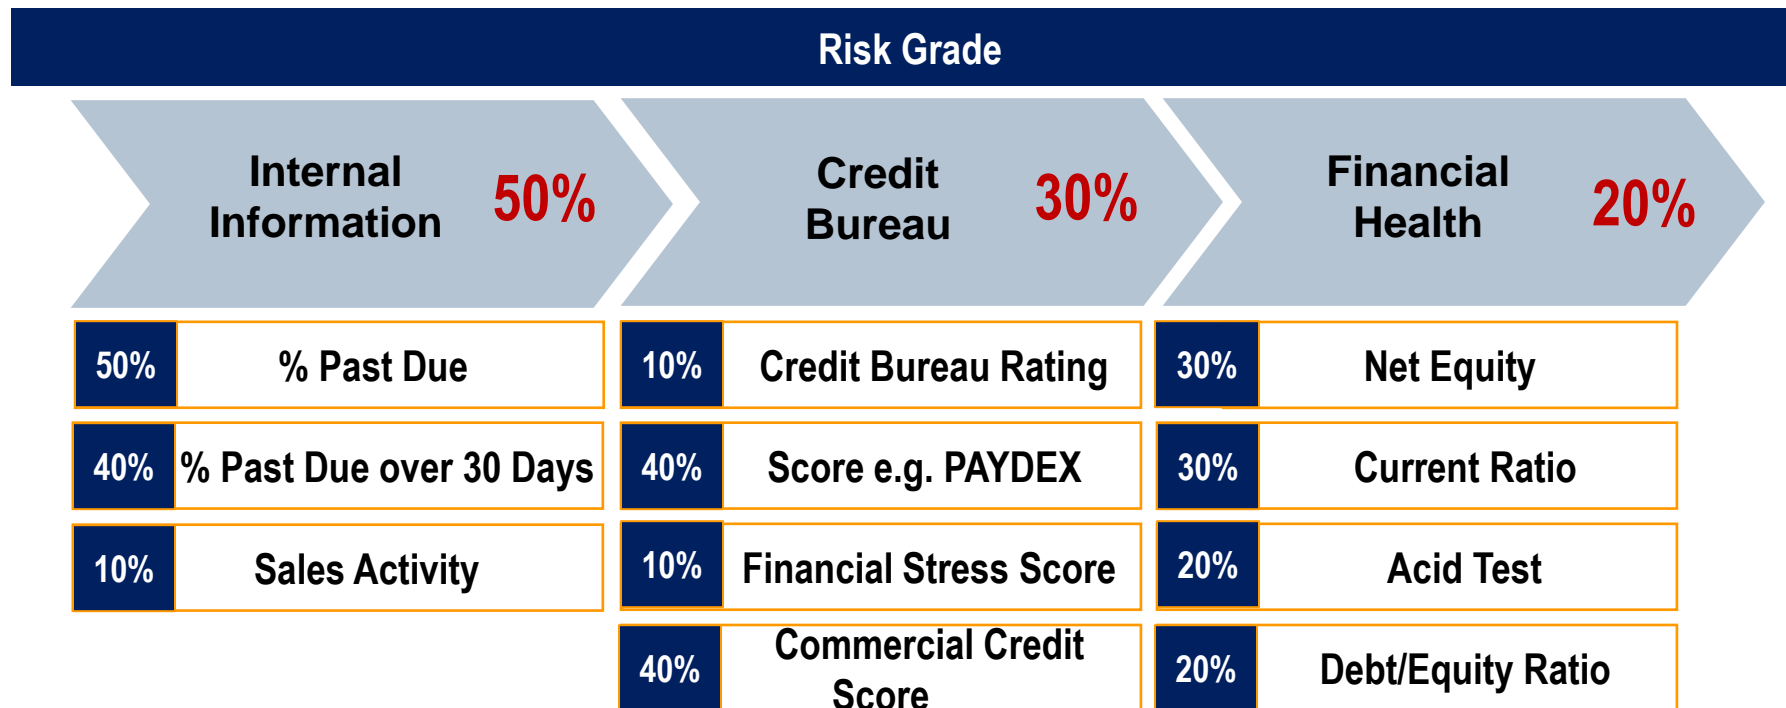 Risk Grade
Internal
Information
50%
Credit
Bureau
30%
Financial
Health
20%
50%
% Past Due
40%
% Past Due over 30 Days
10%
Sales Activity
10%
Credit Bureau Rating
40%
Score e.g. PAYDEX
10%
Financial Stress Score
40%
Commercial Credit
Score
30%
Net Equity
30%
Current Ratio
20%
Acid Test
20%
Debt/Equity Ratio